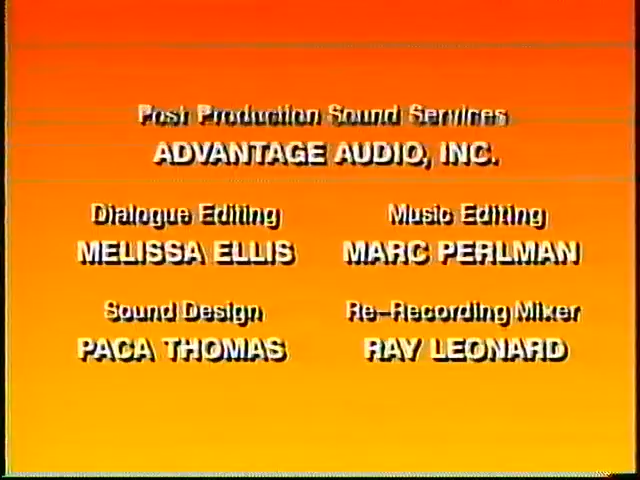 Post Production Sound Services
ADVANTAGE AUDIO, INC.
Dialogue Editing
MELISSA ELLIS
Music Editing
MARC PERLMAN
Sound Design
PACA THOMAS
Re-Recording Mixer
RAY LEONARD